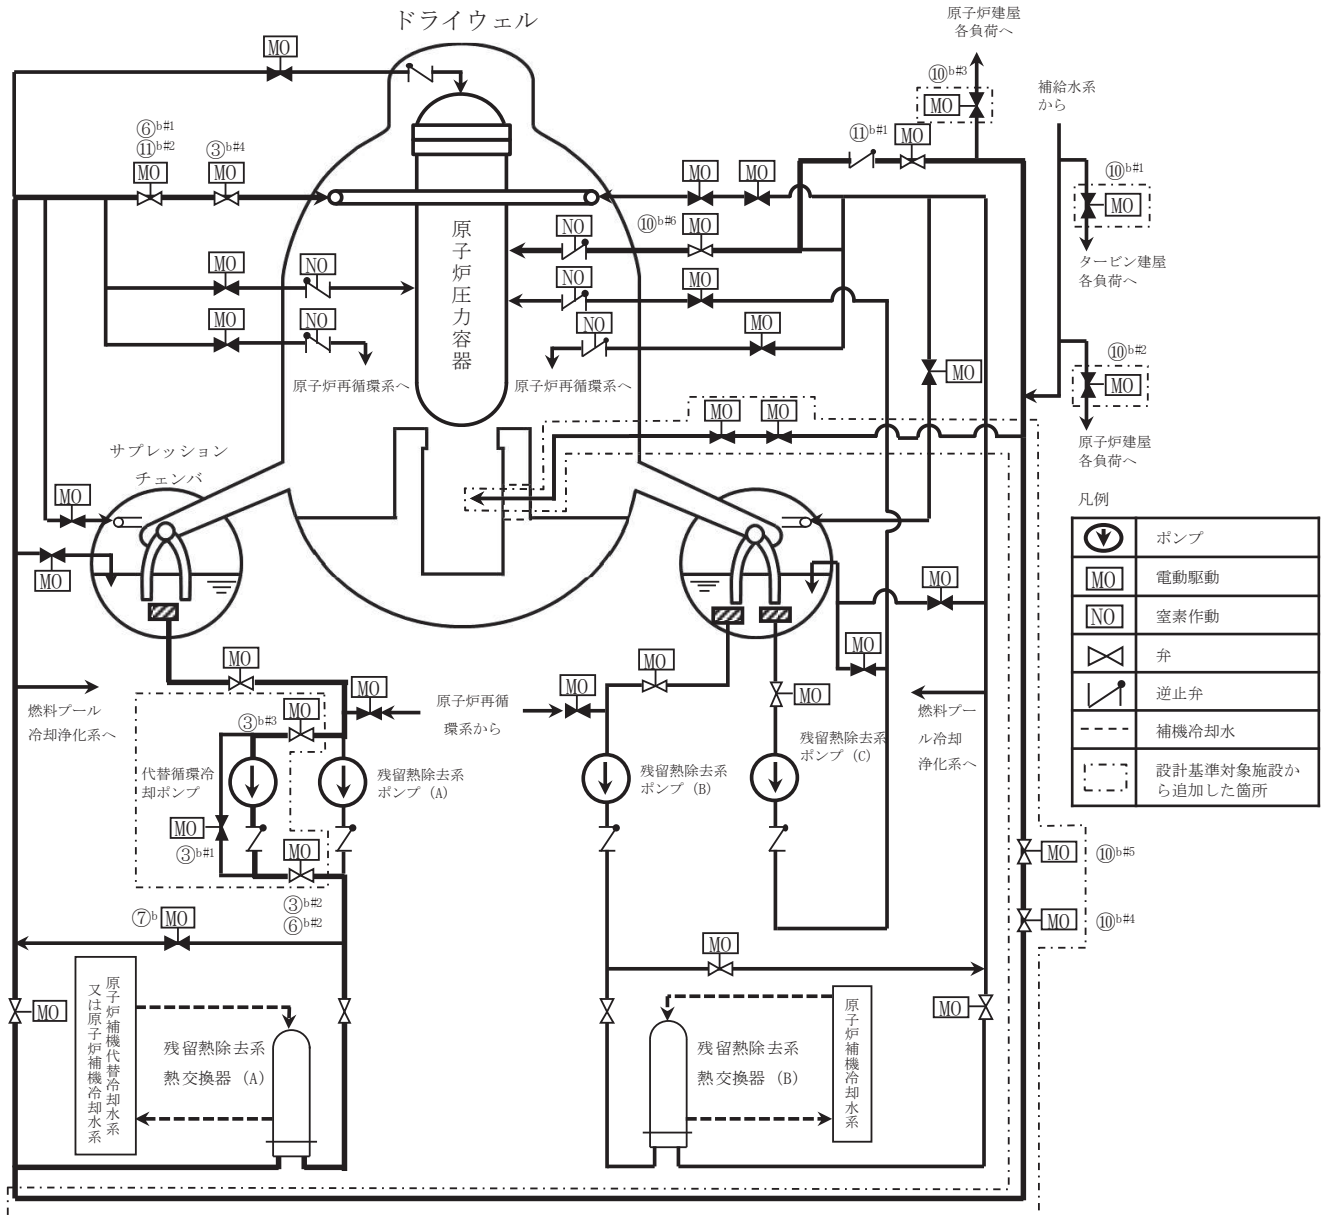 ドライウェル
原子炉建屋
各負荷へ
⑩b#3
MO
補給水系
から
MO
⑥b#1
⑪b#2
③b#4
MO
MO
⑪b#1
MO
⑩b#1
MO
タービン建屋
各負荷へ
MO
MO
⑩b#6
MO
NO
MO
NO
原子炉圧力容器
NO
MO
MO
NO
NO
MO
原子炉再循環系へ
原子炉再循環系へ
MO
⑩b#2
MO
原子炉建屋
各負荷へ
MO
MO
サプレッション
チェンバ
MO
MO
凡例
ポンプ
MO
電動駆動
NO
窒素作動
弁
逆止弁
補機冷却水
設計基準対象施設か
ら追加した箇所
MO
MO
MO
MO
MO
原子炉再循
環系から
MO
MO
燃料プール
冷却浄化系へ
③b#3
MO
代替循環冷
却ポンプ
残留熱除去系
ポンプ (A)
残留熱除去系
ポンプ (B)
残留熱除去系
ポンプ (C)
燃料プー
ル冷却
浄化系へ
MO
③b#1
MO
③b#2
⑥b#2
⑦b
MO
MO
⑩b#5
MO
⑩b#4
MO
MO
MO
原子炉補機代替冷却水系
又は原子炉補機冷却水系
残留熱除去系
熱交換器 (A)
残留熱除去系
熱交換器 (B)
原子炉補機冷却水系